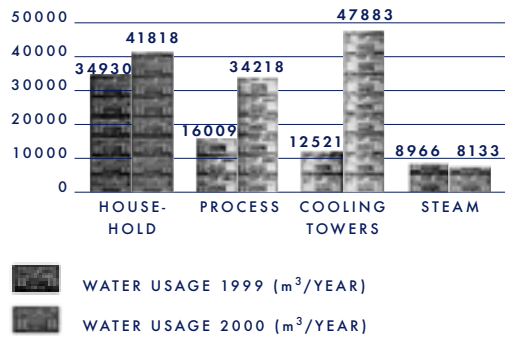 50000
40000
30000
20000
10000
0
34930
41818
16009
34218
12521
47883
8966
8133
HOUSE-
HOLD
PROCESS
COOLING
TOWERS
STEAM
WATER USAGE 1999 (m³/YEAR)
WATER USAGE 2000 (m³/YEAR)